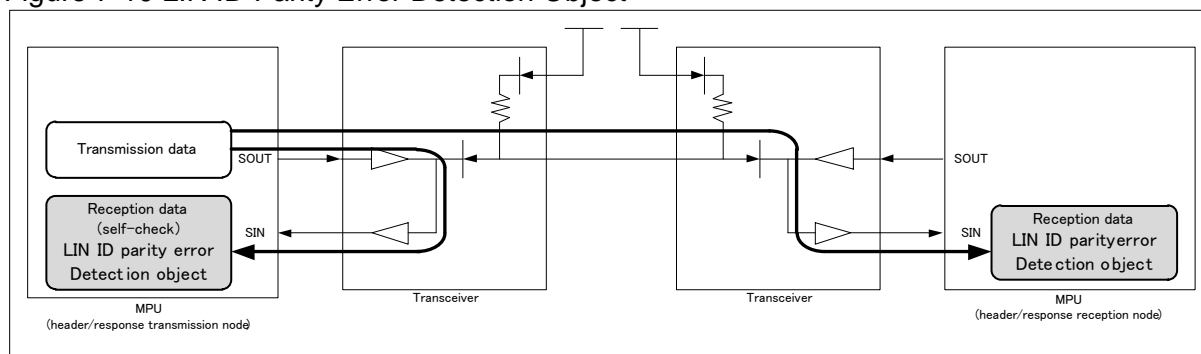 Figure 7-10 LIN ID Parity Error Detection Object
Transmission data
SOUT
Reception data
(self-check)
LIN ID parity error
Detection object
SIN
MPU
(header/response transmission node)
Transceiver
Transceiver
SOUT
SIN
Reception data
LIN ID parityerror
Detection object
MPU
(header/response reception node)